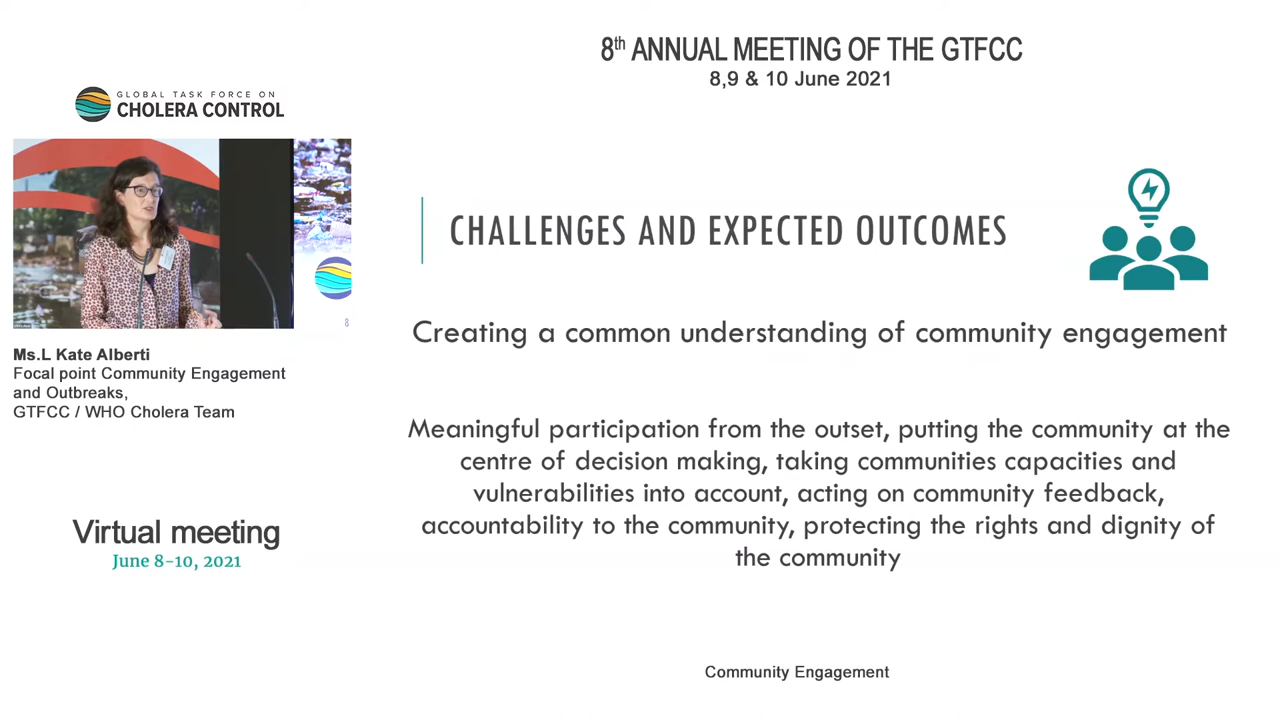 8th ANNUAL MEETING OF THE GTFCC
8,9 & 10 June 2021
GLOBAL TASK FORCE ON
CHOLERA CONTROL
8
Ms.L Kate Alberti
Focal point Community Engagement
and Outbreaks,
GTFCC / WHO Cholera Team
Virtual meeting
June 8-10, 2021
CHALLENGES AND EXPECTED OUTCOMES
Creating a common understanding of community engagement
Meaningful participation from the outset, putting the community at the
centre of decision making, taking communities capacities and
vulnerabilities into account, acting on community feedback,
accountability to the community, protecting the rights and dignity of
the community
Community Engagement